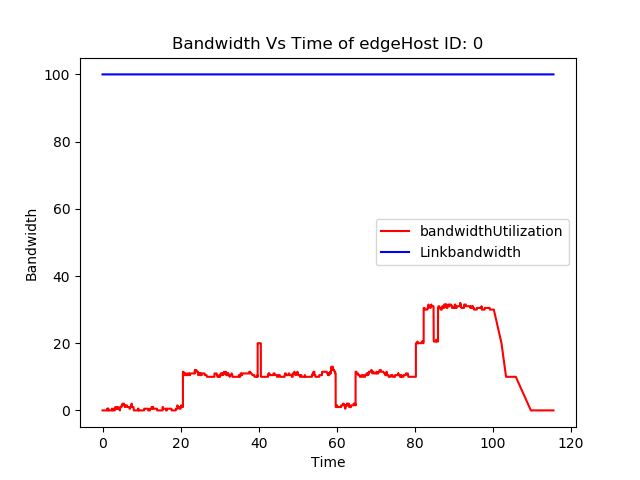 Bandwidth Vs Time of edgeHost ID: 0
100
80
60
40
20
0
Bandwidth
bandwidthUtilization
Linkbandwidth
0 20 40 60 80 100 120
Time